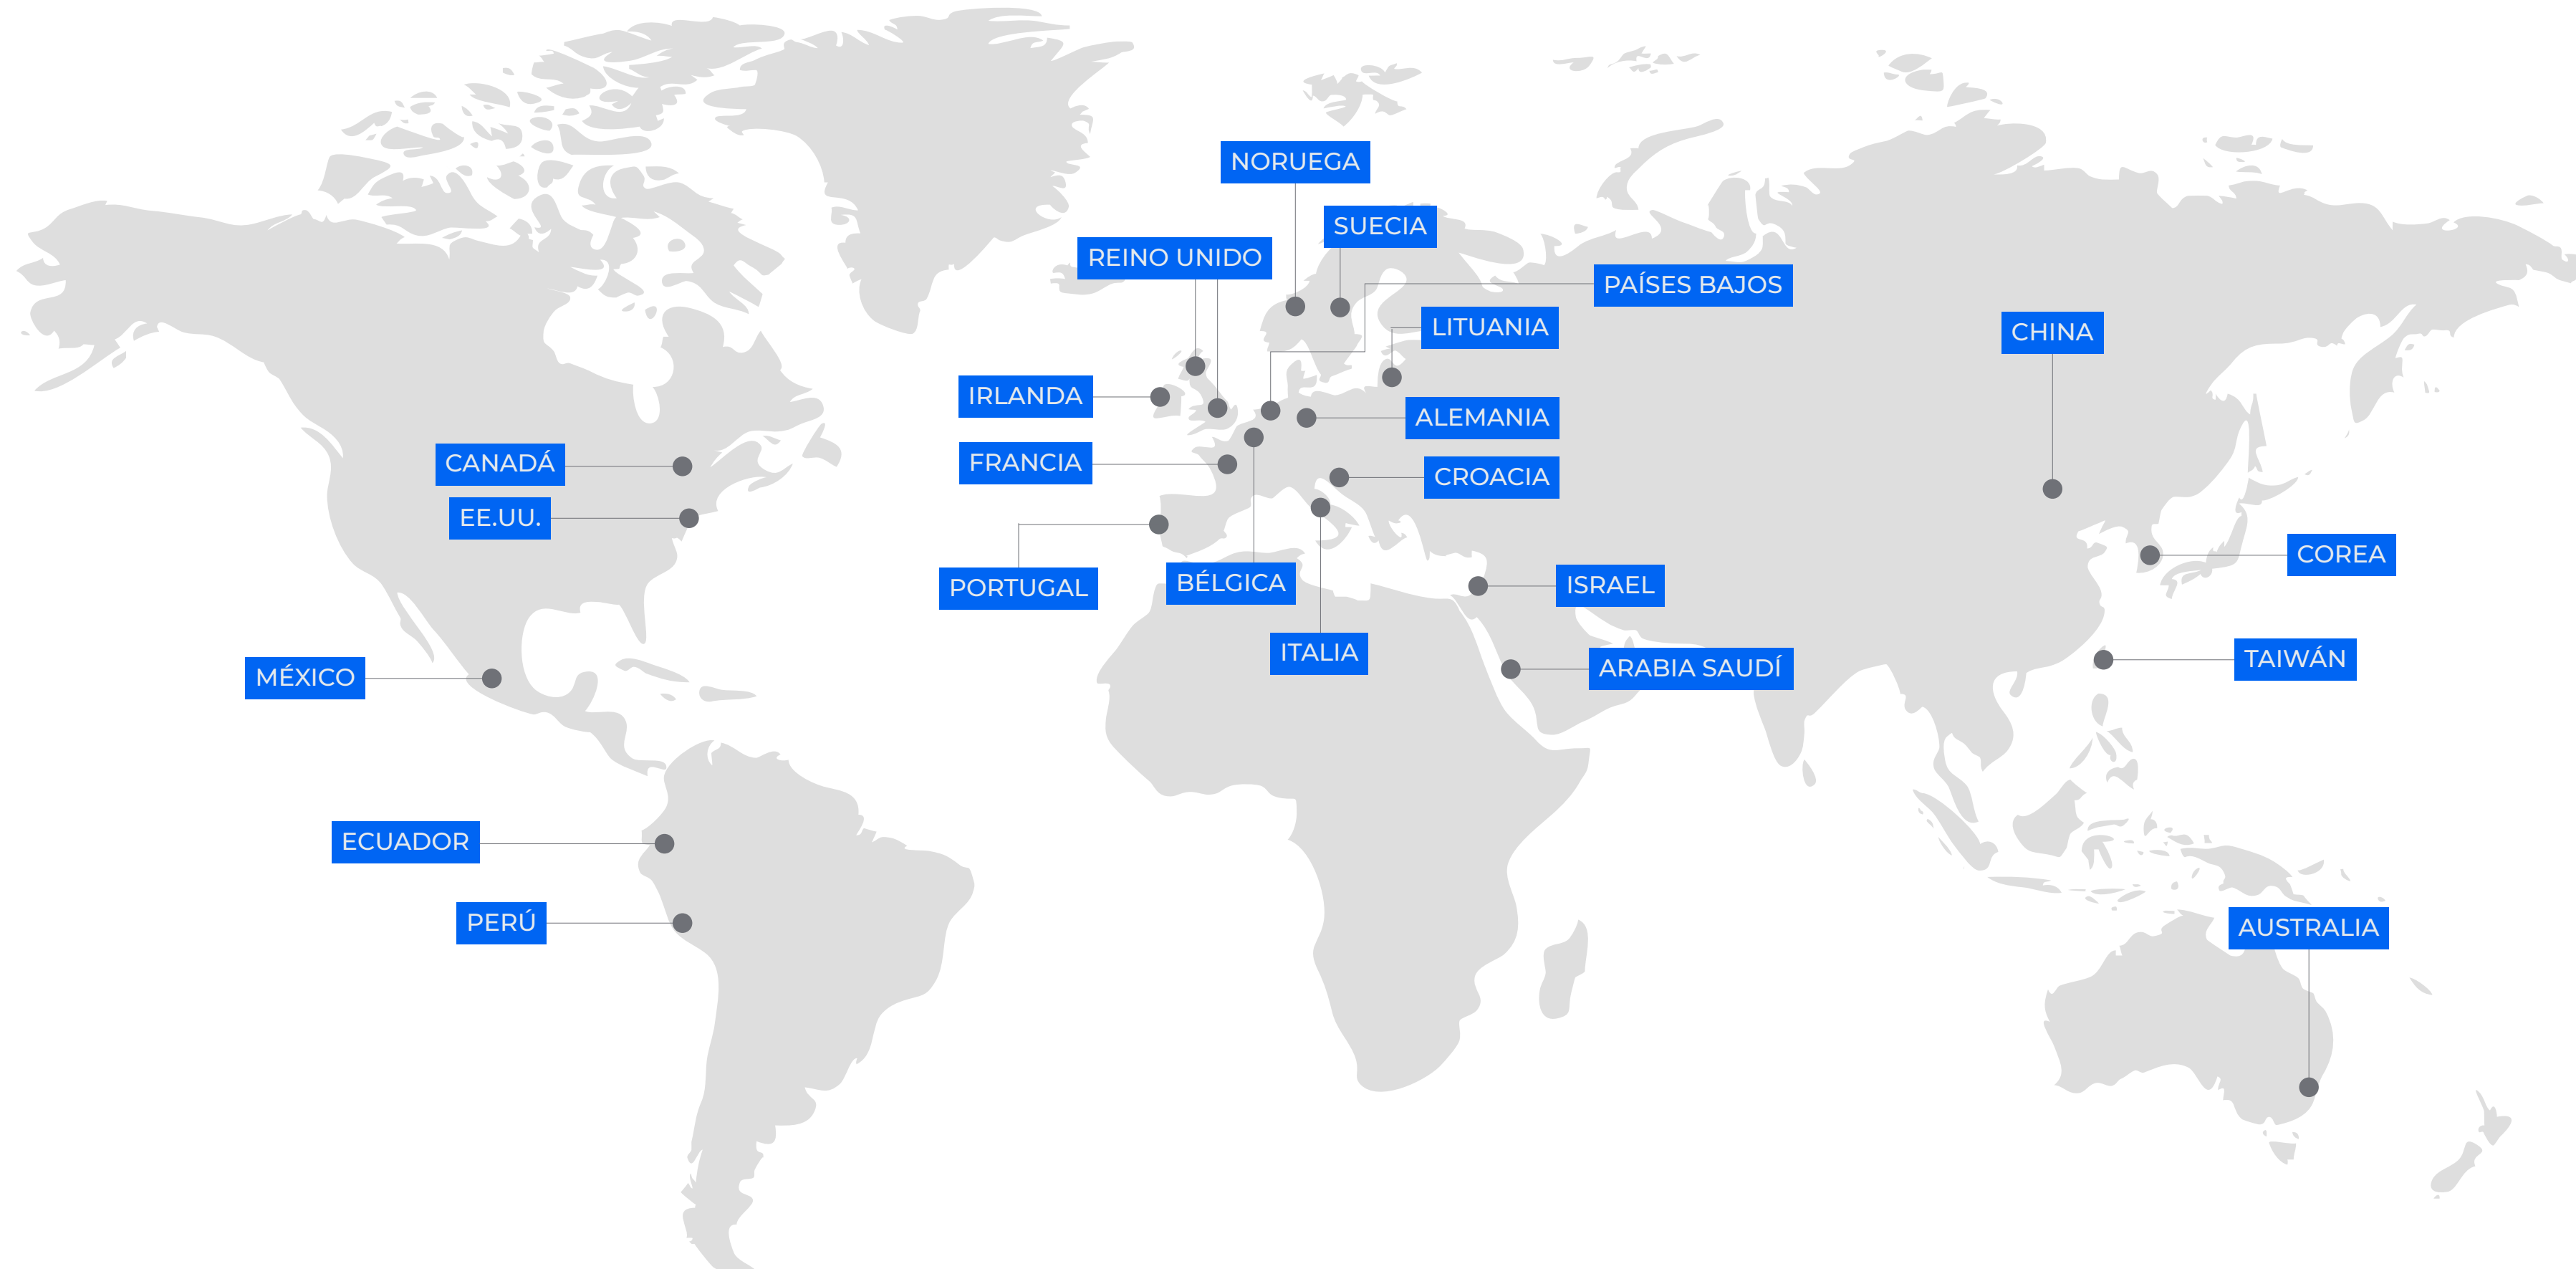 NORUEGA
SUECIA
REINO UNIDO
PAÍSES BAJOS
LITUANIA
CHINA
IRLANDA
ALEMANIA
FRANCIA
CANADÁ
CROACIA
EE.UU.
COREA
PORTUGAL
BÉLGICA
ISRAEL
ITALIA
TAIWÁN
ARABIA SAUDÍ
MÉXICO
ECUADOR
PERÚ
AUSTRALIA